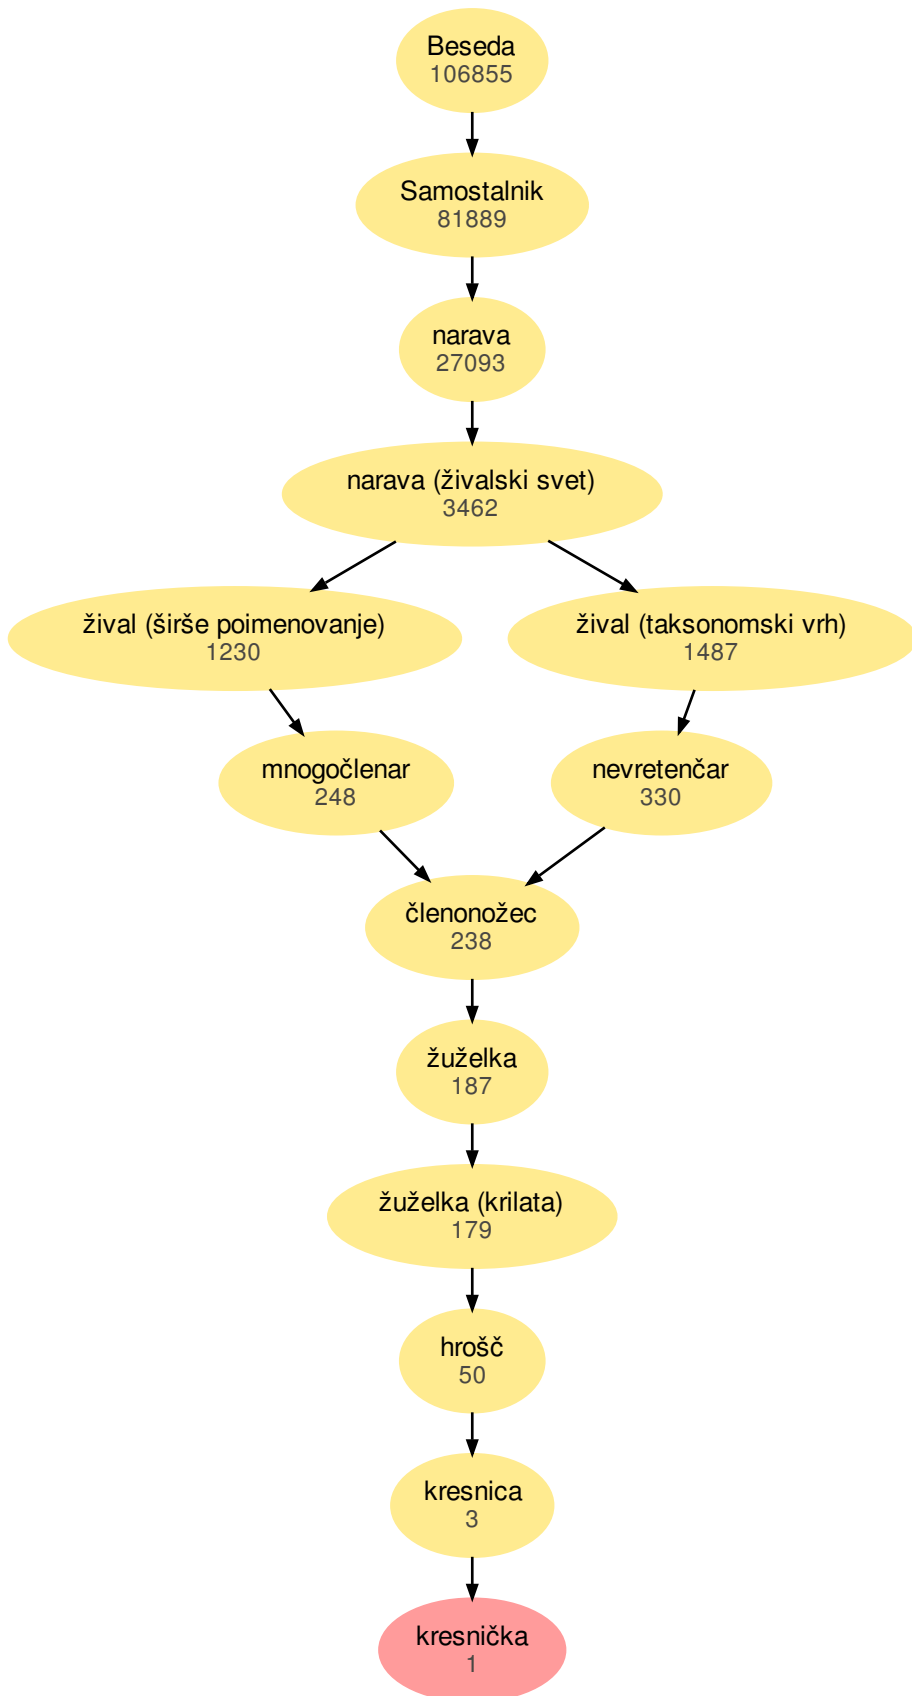 Beseda
106855
Samostalnik
81889
narava
27093
narava (živalski svet)
3462
žival (širše poimenovanje)
1230
žival (taksonomski vrh)
1487
mnogočlenar
248
nevretenčar
330
členonožec
238
žuželka
187
žuželka (krilata)
179
hrošč
50
kresnica
3
kresnička
1